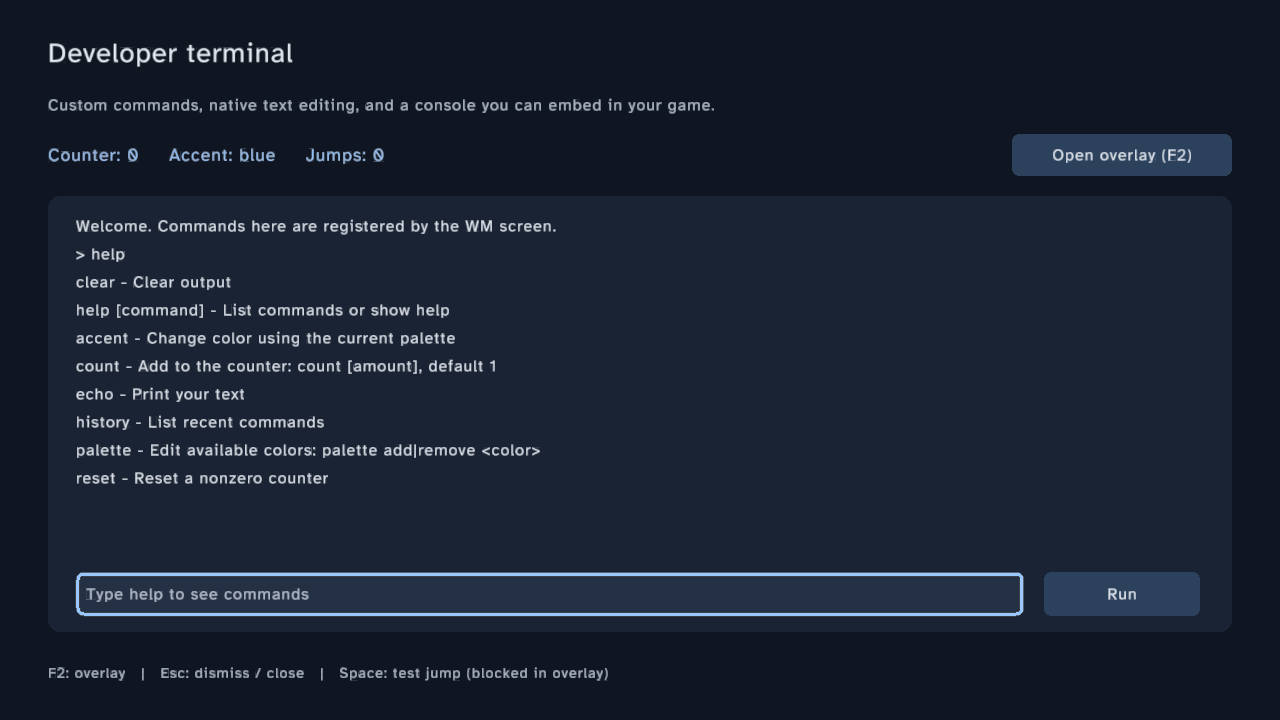 Developer terminal
Custom commands, native text editing, and a console you can embed in your game.
Counter: 0 Accent: blue Jumps: 0 Open overlay (F2)
Welcome. Commands here are registered by the WM screen.
> help
clear - Clear output
help [command] - List commands or show help
accent - Change color using the current palette
count - Add to the counter: count [amount], default 1
echo - Print your text
history - List recent commands
palette - Edit available colors: palette add|remove <color>
reset - Reset a nonzero counter
Type help to see commands Run
F2: overlay | Esc: dismiss / close | Space: test jump (blocked in overlay)